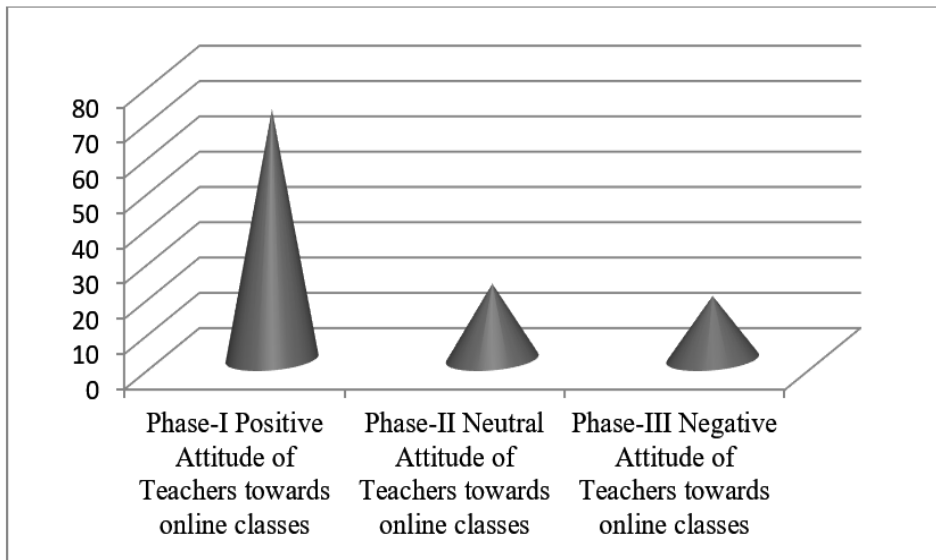 80
70
60
50
40
30
20
10
0
Phase-I Positive
Attitude of
Teachers towards
online classes
Phase-II Neutral
Attitude of
Teachers towards
online classes
Phase-III Negative
Attitude of
Teachers towards
online classes